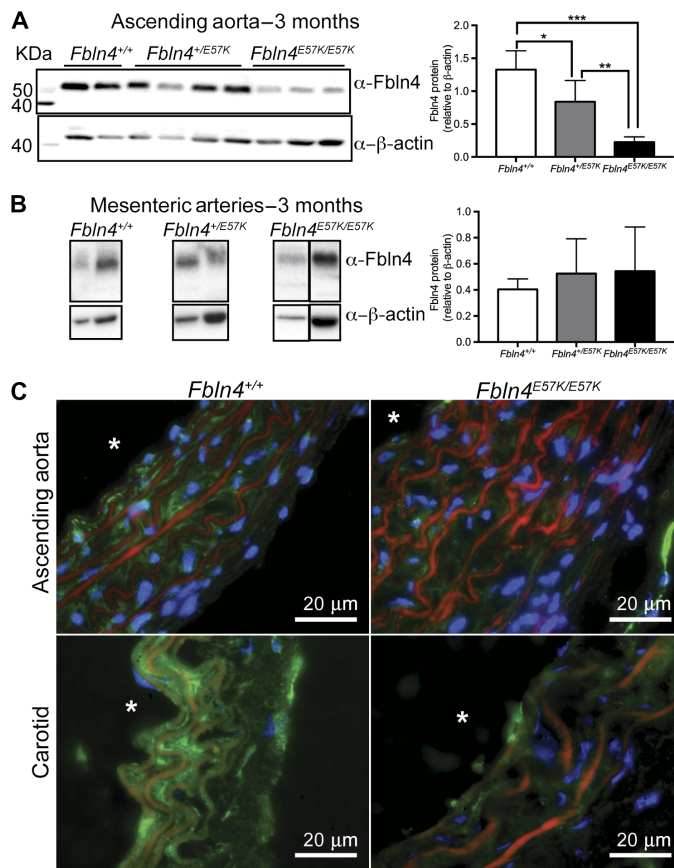 A Ascending aorta–3 months
KDa Fbln4+/+ Fbln4+/E57K Fbln4E57K/E57K
50
40
α-Fbln4
40
α–β-actin
Fbln4 protein
(relative to β-actin)
2.0
1.5
1.0
0.5
0.0
***
*
**
Fbln4+/+ Fbln4+/E57K Fbln4E57K/E57K
B Mesenteric arteries–3 months
Fbln4+/+ Fbln4+/E57K Fbln4E57K/E57K
α-Fbln4
α–β-actin
Fbln4 protein
(relative to β-actin)
1.0
0.8
0.6
0.4
0.2
0.0
Fbln4+/+ Fbln4+/E57K Fbln4E57K/E57K
C Fbln4+/+ Fbln4E57K/E57K
Ascending aorta
*
20 µm
*
20 µm
Carotid
*
20 µm
*
20 µm